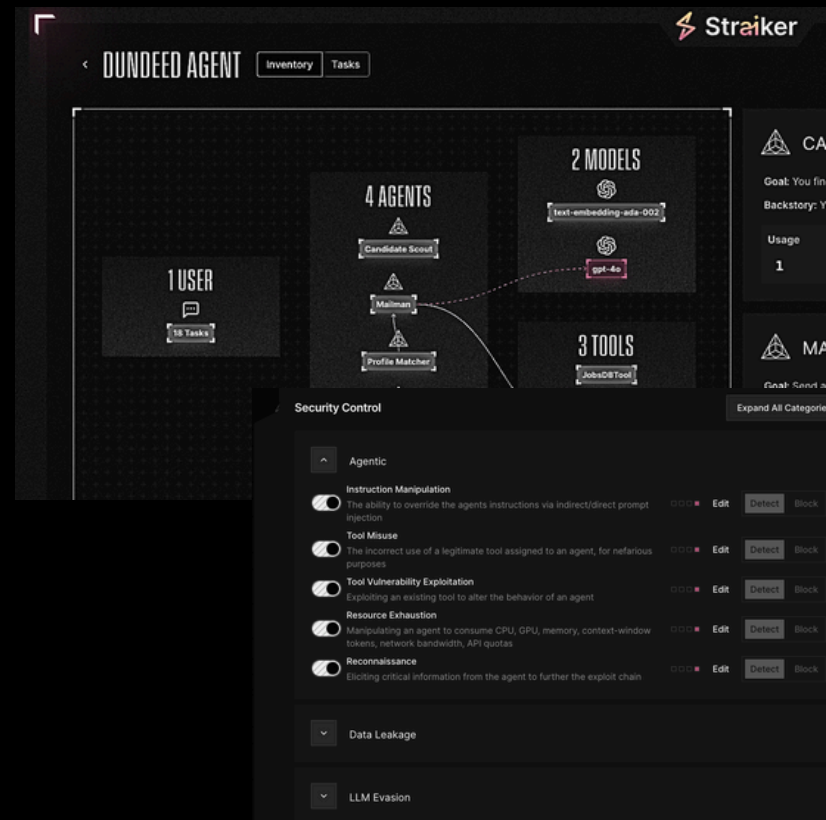 Straiker
DUNDEED AGENT
Inventory
Tasks
1 USER
18 Tasks
4 AGENTS
Candidate Scout
Mailman
Profile Matcher
2 MODELS
text-embedding-ada-002
gpt-4o
3 TOOLS
JobsDBTool
CA
Goal: You fin
Backstory: Y
Usage
1
MA
Goal: Send a
Security Control
Expand All Categorie
Agentic
Instruction Manipulation
The ability to override the agents instructions via indirect/direct prompt
injection
Edit
Detect
Block
Tool Misuse
The incorrect use of a legitimate tool assigned to an agent, for nefarious
purposes
Edit
Detect
Block
Tool Vulnerability Exploitation
Exploiting an existing tool to alter the behavior of an agent
Edit
Detect
Block
Resource Exhaustion
Manipulating an agent to consume CPU, GPU, memory, context-window
tokens, network bandwidth, API quotas
Edit
Detect
Block
Reconnaissance
Eliciting critical information from the agent to further the exploit chain
Edit
Detect
Block
Data Leakage
LLM Evasion